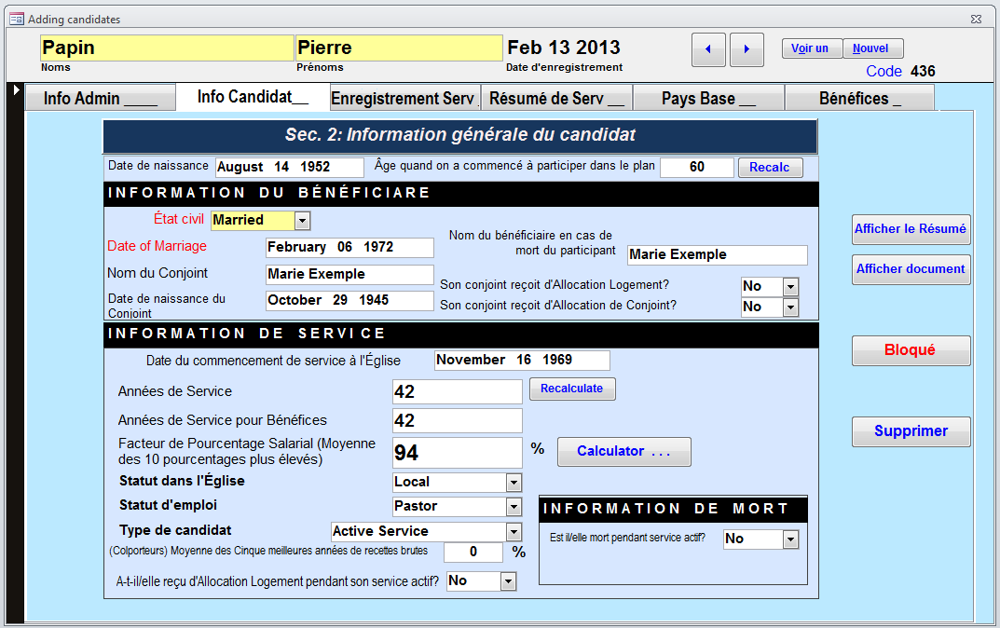 Adding candidates
Papin Pierre Feb 13 2013 Voir un Nouvel
Noms Prénoms Date d'enregistrement Code 436
Info Admin ____ Info Candidat__ Enregistrement Serv Résumé de Serv __ Pays Base __ Bénéfices _
Sec. 2: Information générale du candidat
Date de naissance August 14 1952 Âge quand on a commencé à participer dans le plan 60 Recalc
INFORMATION DU BÉNÉFICIARE
État civil Married
Date of Marriage February 06 1972
Nom du bénéficiaire en cas de
mort du participant Marie Exemple
Nom du Conjoint Marie Exemple
Son conjoint reçoit d'Allocation Logement? No
Date de naissance du
Conjoint October 29 1945
Son conjoint reçoit d'Allocation de Conjoint? No
INFORMATION DE SERVICE
Date du commencement de service à l'Église November 16 1969
Années de Service 42 Recalculate
Années de Service pour Bénéfices 42
Facteur de Pourcentage Salarial (Moyenne
des 10 pourcentages plus élevés) 94 % Calculator . . .
Statut dans l'Église Local
Statut d'emploi Pastor
Type de candidat Active Service
(Colporteurs) Moyenne des Cinque meilleures années de recettes brutes 0 %
A-t-il/elle reçu d'Allocation Logement pendant son service actif? No
INFORMATION DE MORT
Est il/elle mort pendant service actif? No
Afficher le Résumé
Afficher document
Bloqué
Supprimer